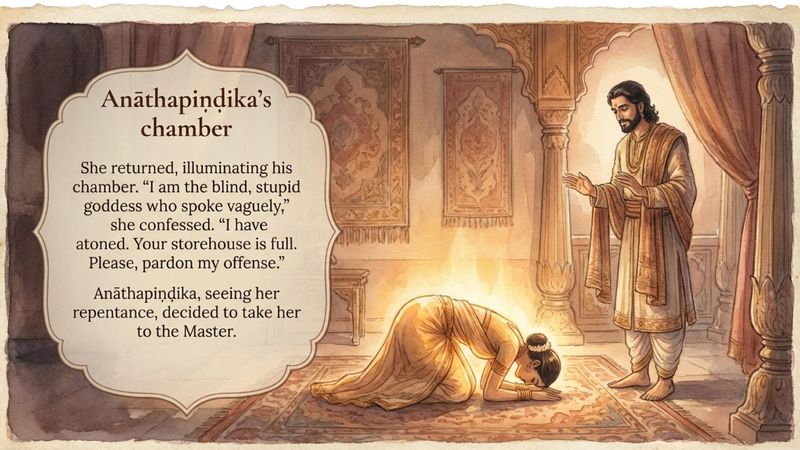 Anāthapiṇḍika’s
chamber
She returned, illuminating his
chamber. “I am the blind, stupid
goddess who spoke vaguely,”
she confessed. “I have
atoned. Your storehouse is full.
Please, pardon my offense.”
Anāthapiṇḍika, seeing her
repentance, decided to take her
to the Master.